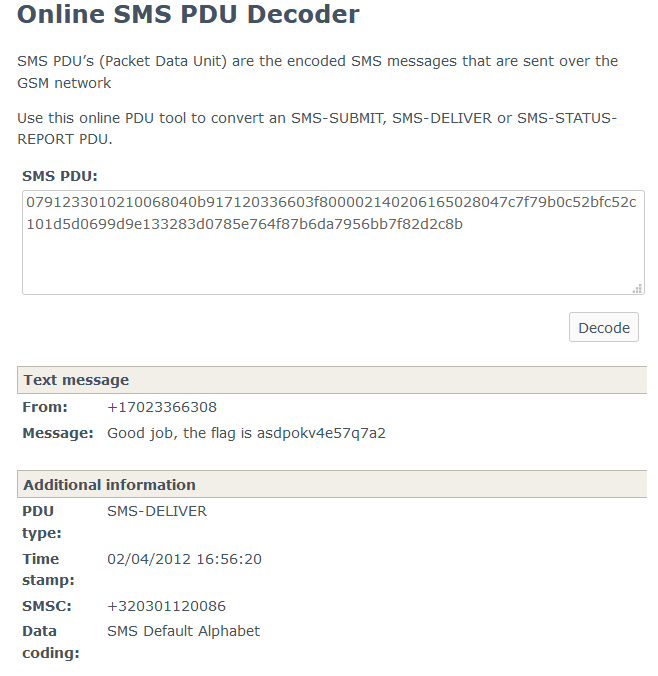 Online SMS PDU Decoder
SMS PDU’s (Packet Data Unit) are the encoded SMS messages that are sent over the
GSM network
Use this online PDU tool to convert an SMS-SUBMIT, SMS-DELIVER or SMS-STATUS-
REPORT PDU.
SMS PDU:
0791233010210068040b917120336603f800002140206165028047c7f79b0c52bfc52c
101d5d0699d9e133283d0785e764f87b6da7956bb7f82d2c8b
Decode
Text message
From: +17023366308
Message: Good job, the flag is asdpokv4e57q7a2
Additional information
PDU SMS-DELIVER
type:
Time 02/04/2012 16:56:20
stamp:
SMSC: +320301120086
Data SMS Default Alphabet
coding: